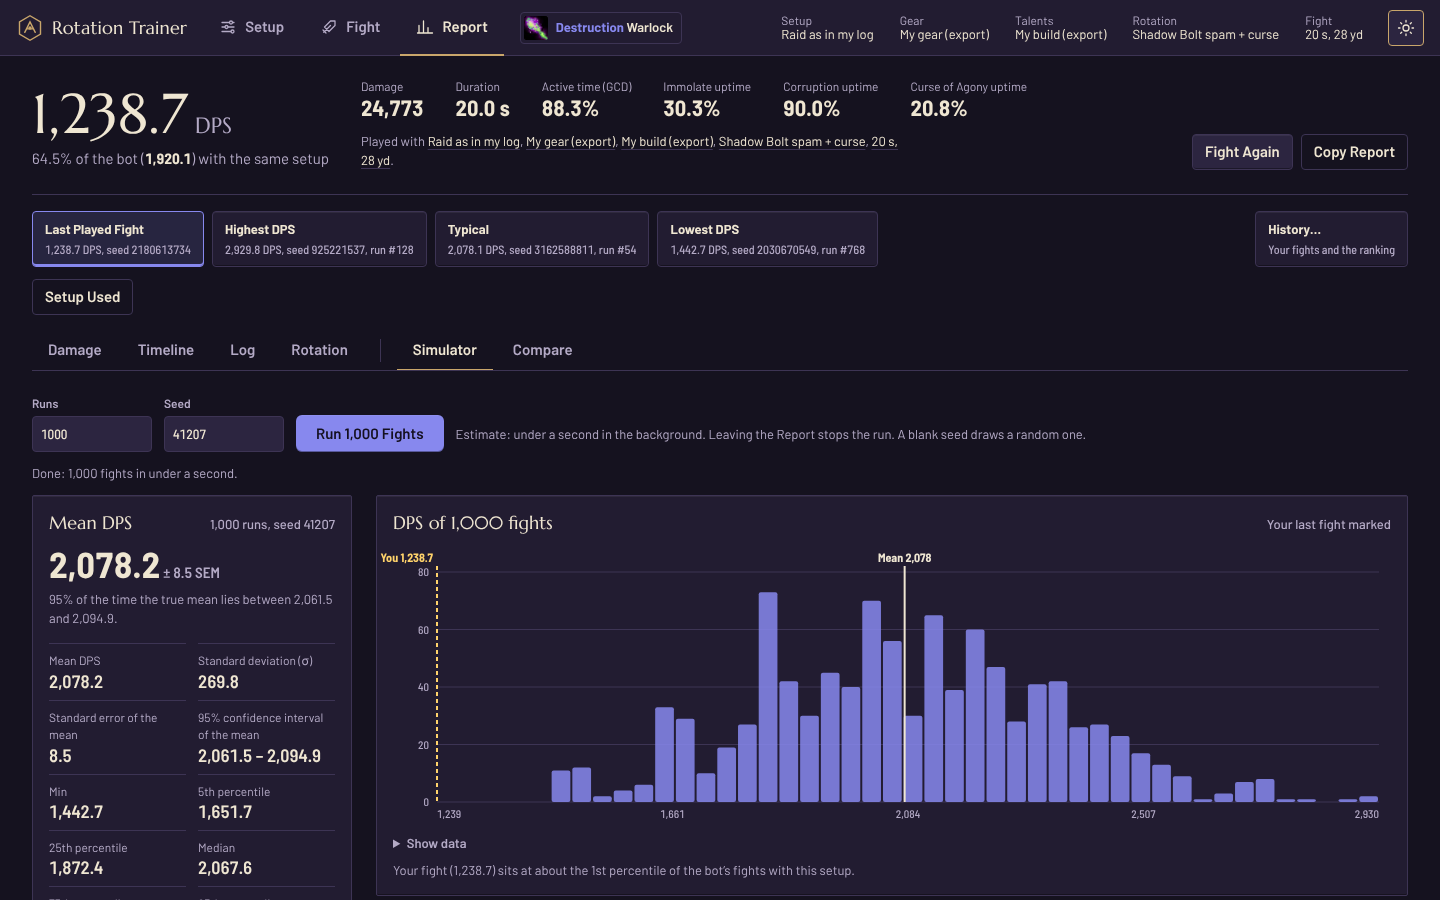 Rotation Trainer
Setup
Fight
Report
Destruction Warlock
Setup
Raid as in my log
Gear
My gear (export)
Talents
My build (export)
Rotation
Shadow Bolt spam + curse
Fight
20 s, 28 yd
1,238.7 DPS
64.5% of the bot (1,920.1) with the same setup
Damage
24,773
Duration
20.0 s
Active time (GCD)
88.3%
Immolate uptime
30.3%
Corruption uptime
90.0%
Curse of Agony uptime
20.8%
Played with Raid as in my log, My gear (export), My build (export), Shadow Bolt spam + curse, 20 s,
28 yd.
Fight Again
Copy Report
Last Played Fight
1,238.7 DPS, seed 2180613734
Highest DPS
2,929.8 DPS, seed 925221537, run #128
Typical
2,078.1 DPS, seed 3162588811, run #54
Lowest DPS
1,442.7 DPS, seed 2030670549, run #768
History...
Your fights and the ranking
Setup Used
Damage
Timeline
Log
Rotation
Simulator
Compare
Runs
1000
Seed
41207
Run 1,000 Fights
Estimate: under a second in the background. Leaving the Report stops the run. A blank seed draws a random one.
Done: 1,000 fights in under a second.
Mean DPS
1,000 runs, seed 41207
2,078.2 ± 8.5 SEM
95% of the time the true mean lies between 2,061.5
and 2,094.9.
Mean DPS
2,078.2
Standard deviation (σ)
269.8
Standard error of the
mean
8.5
95% confidence interval
of the mean
2,061.5 – 2,094.9
Min
1,442.7
5th percentile
1,651.7
25th percentile
1,872.4
Median
2,067.6
DPS of 1,000 fights
Your last fight marked
You 1,238.7
Mean 2,078
80
60
40
20
0
1,239
1,661
2,084
2,507
2,930
Show data
Your fight (1,238.7) sits at about the 1st percentile of the bot's fights with this setup.